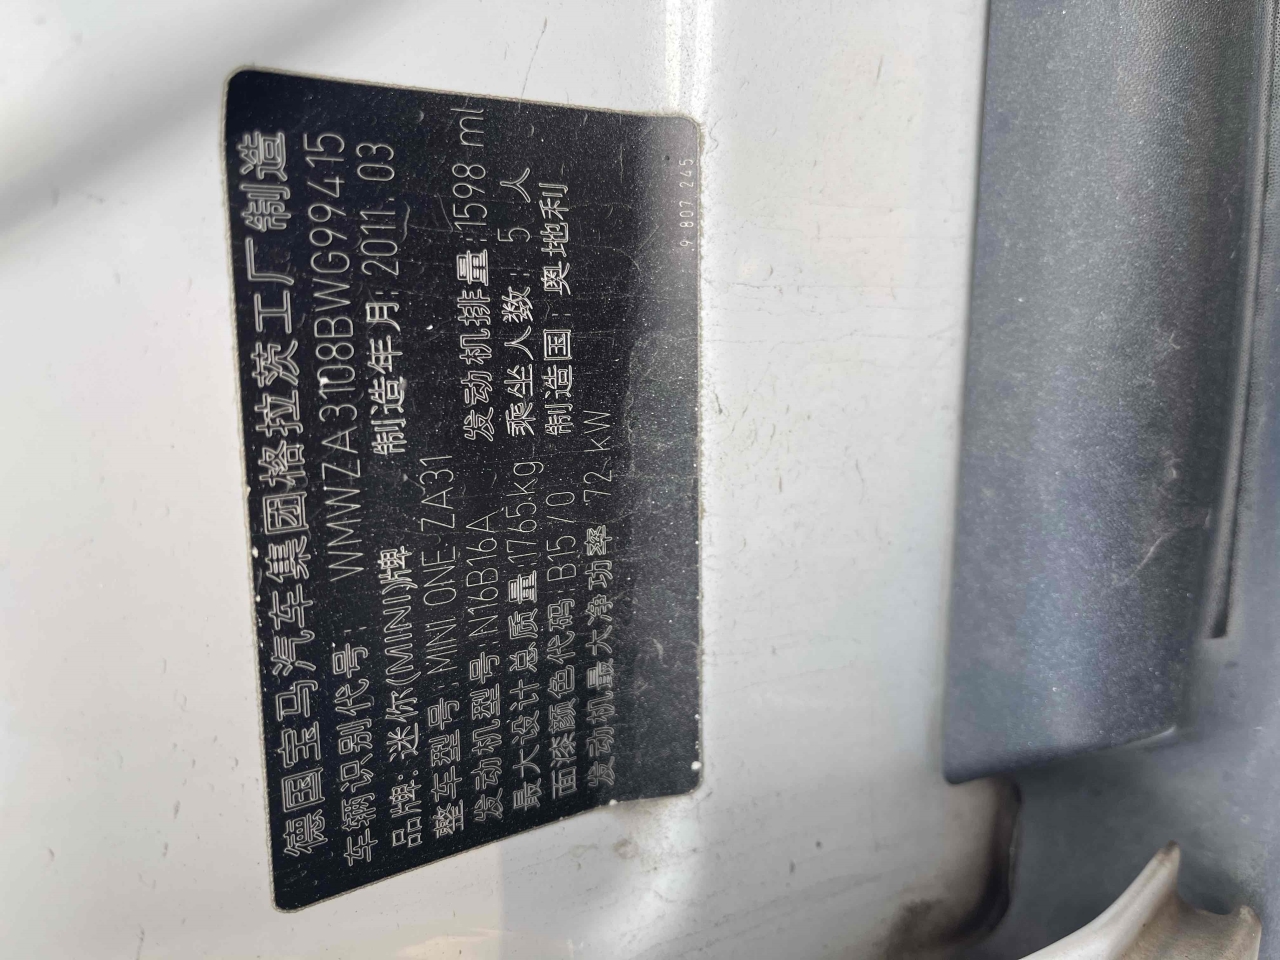 德国宝马汽车集团格拉茨工厂制造
车辆识别代号: WMWZA3108BWG99415
品牌: 迷你(MINI)牌 制造年月: 2011.03
整车型号:MINI ONE ZA31
发动机型号:N16B16A 发动机排量:1598 ml
最大设计总质量:1765kg 乘坐人数: 5 人
面漆颜色代码:B15/0 制造国: 奥地利
发动机最大净功率 72 kW
9 807 245